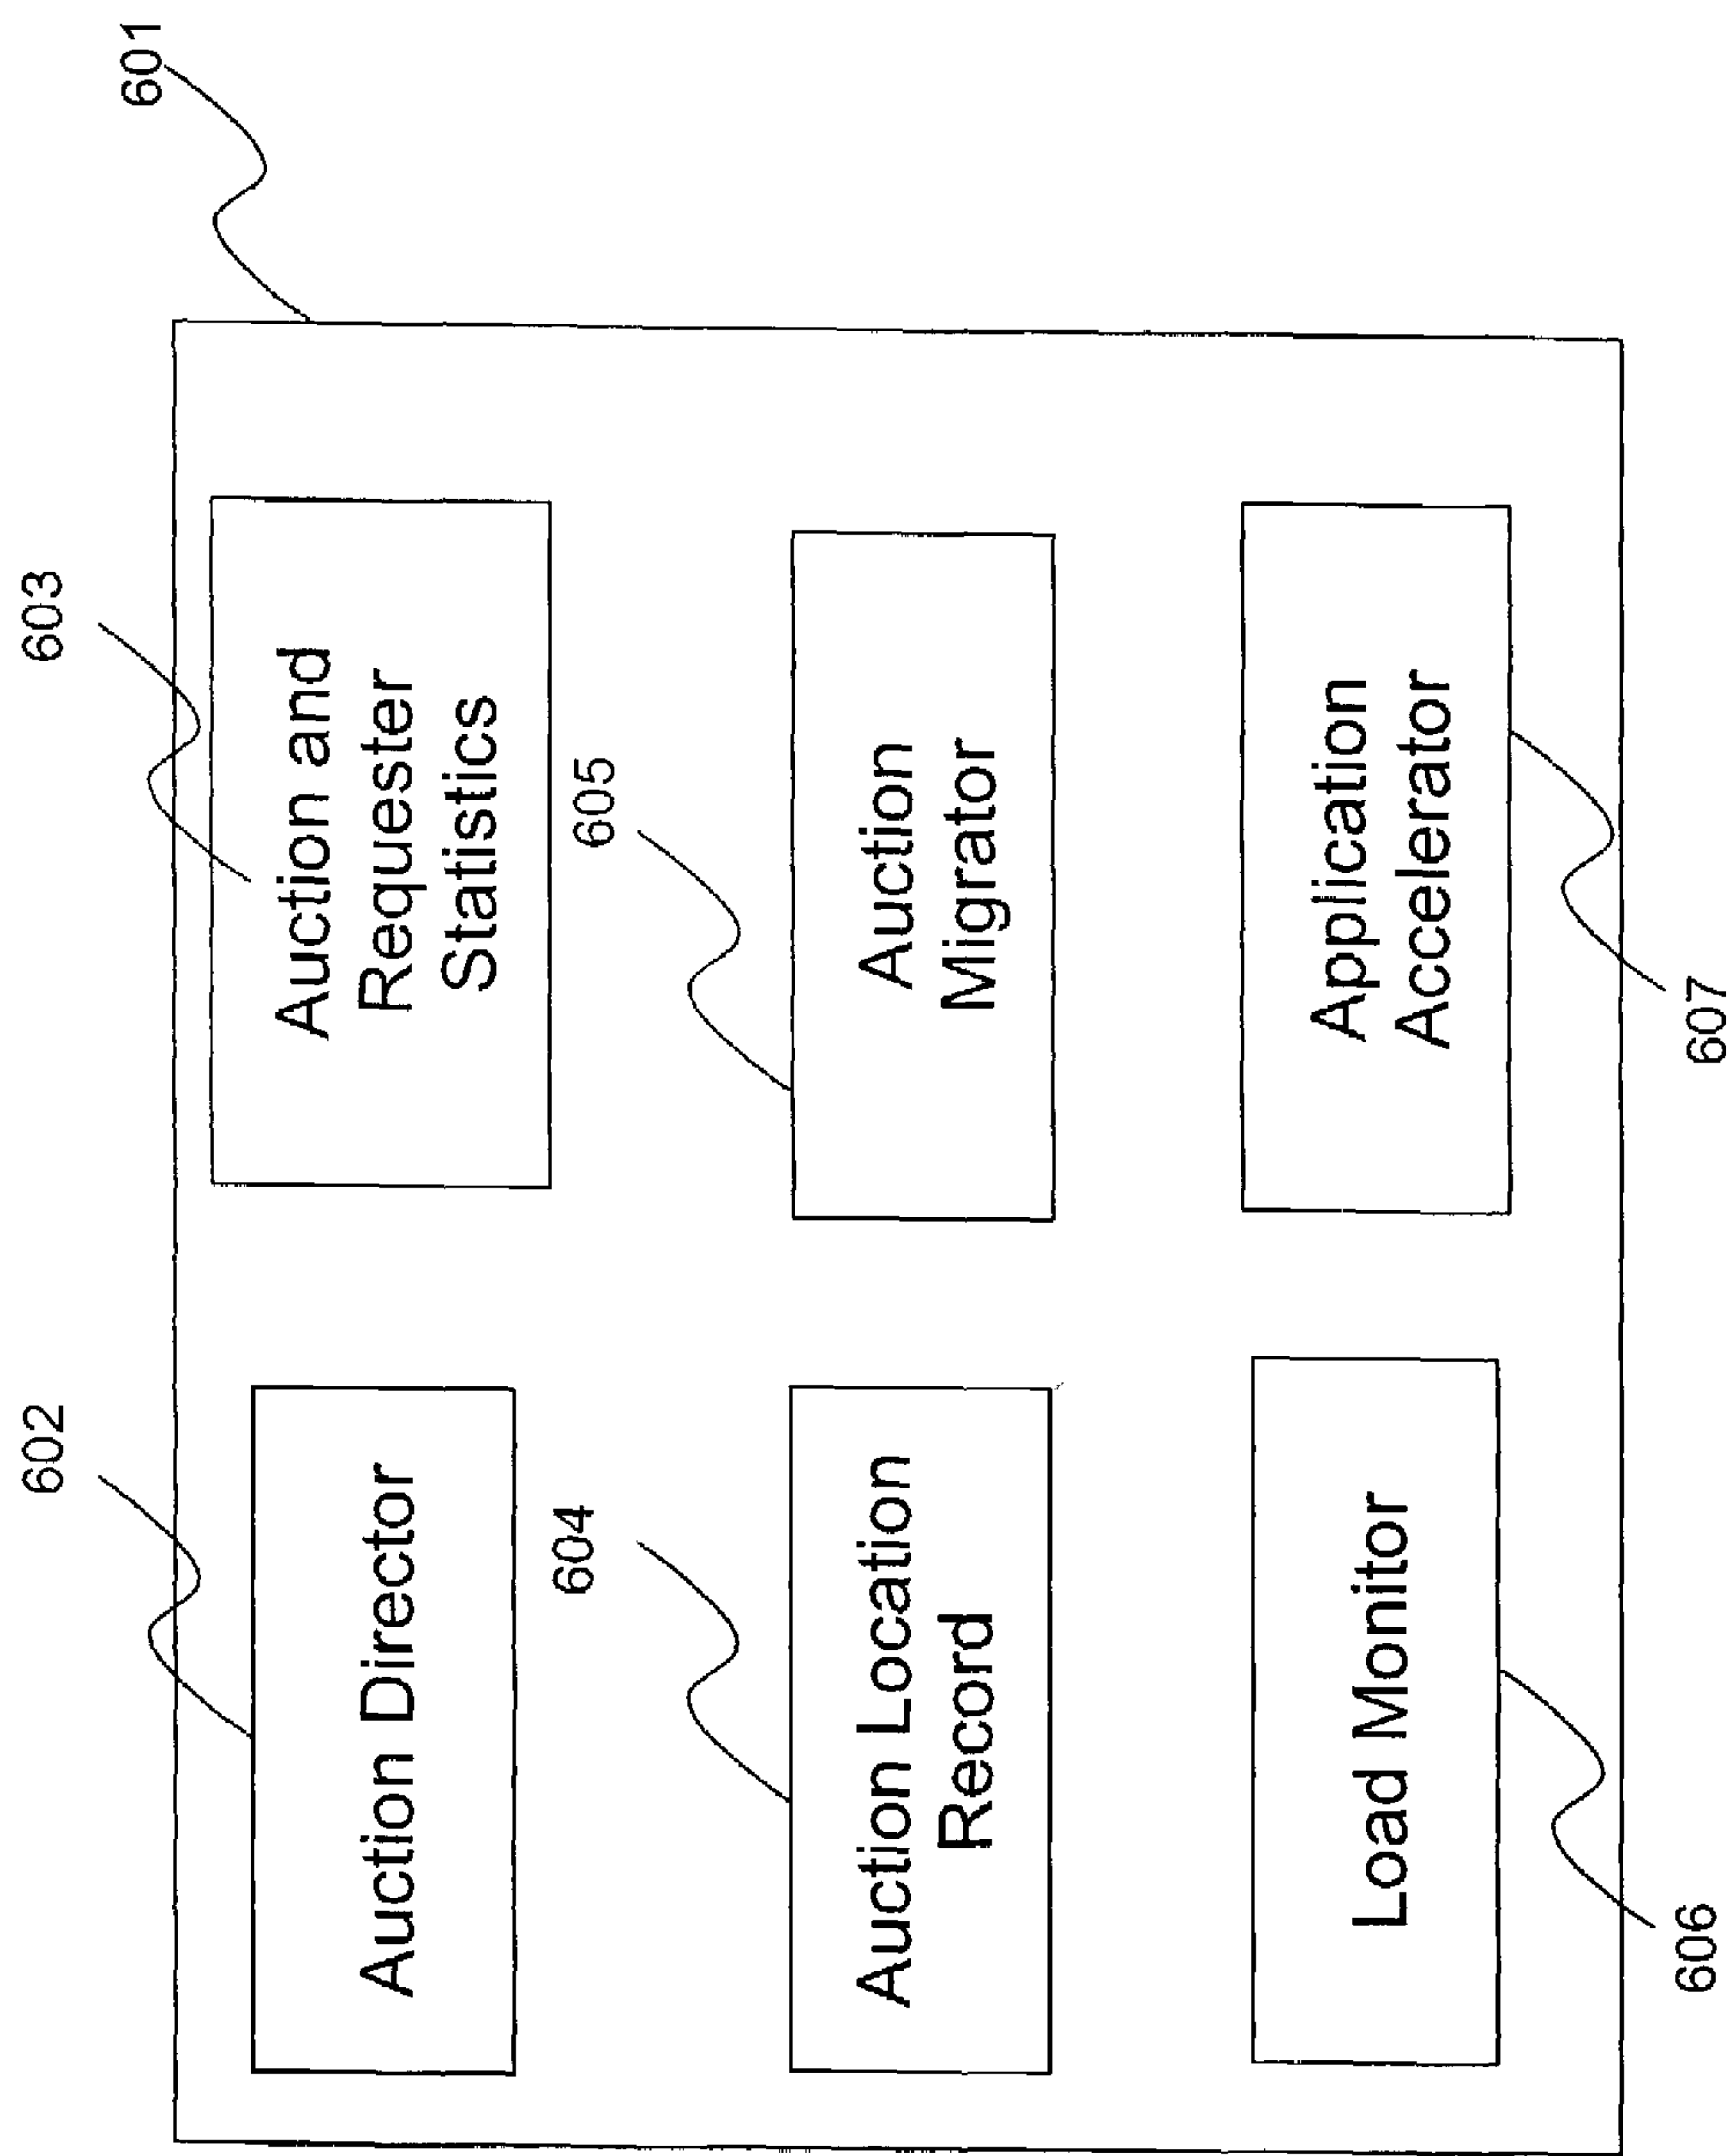 601
602
603
Auction Director
Auction and
Requester
Statistics
604
605
Auction Location
Record
Auction
Migrator
Load Monitor
Application
Accelerator
606
607